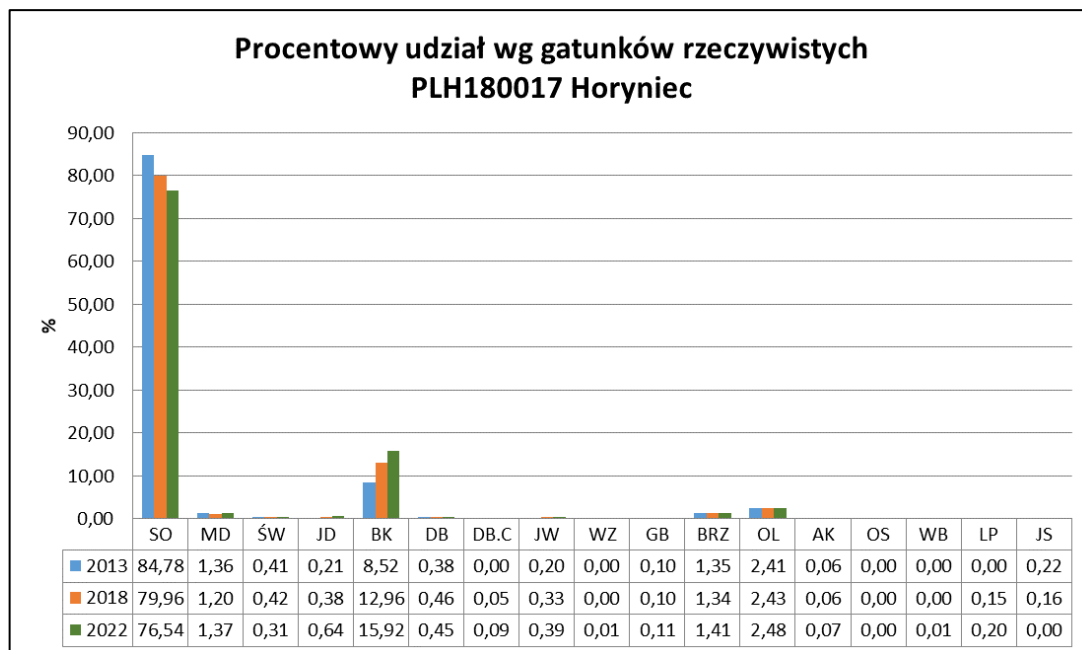 Procentowy udział wg gatunków rzeczywistych
PLH180017 Horyniec
%
90,00
80,00
70,00
60,00
50,00
40,00
30,00
20,00
10,00
0,00
SO MD ŚW JD BK DB DB.C JW WZ GB BRZ OL AK OS WB LP JS
2013 84,78 1,36 0,41 0,21 8,52 0,38 0,00 0,20 0,00 0,10 1,35 2,41 0,06 0,00 0,00 0,00 0,22
2018 79,96 1,20 0,42 0,38 12,96 0,46 0,05 0,33 0,00 0,10 1,34 2,43 0,06 0,00 0,00 0,15 0,16
2022 76,54 1,37 0,31 0,64 15,92 0,45 0,09 0,39 0,01 0,11 1,41 2,48 0,07 0,00 0,01 0,20 0,00